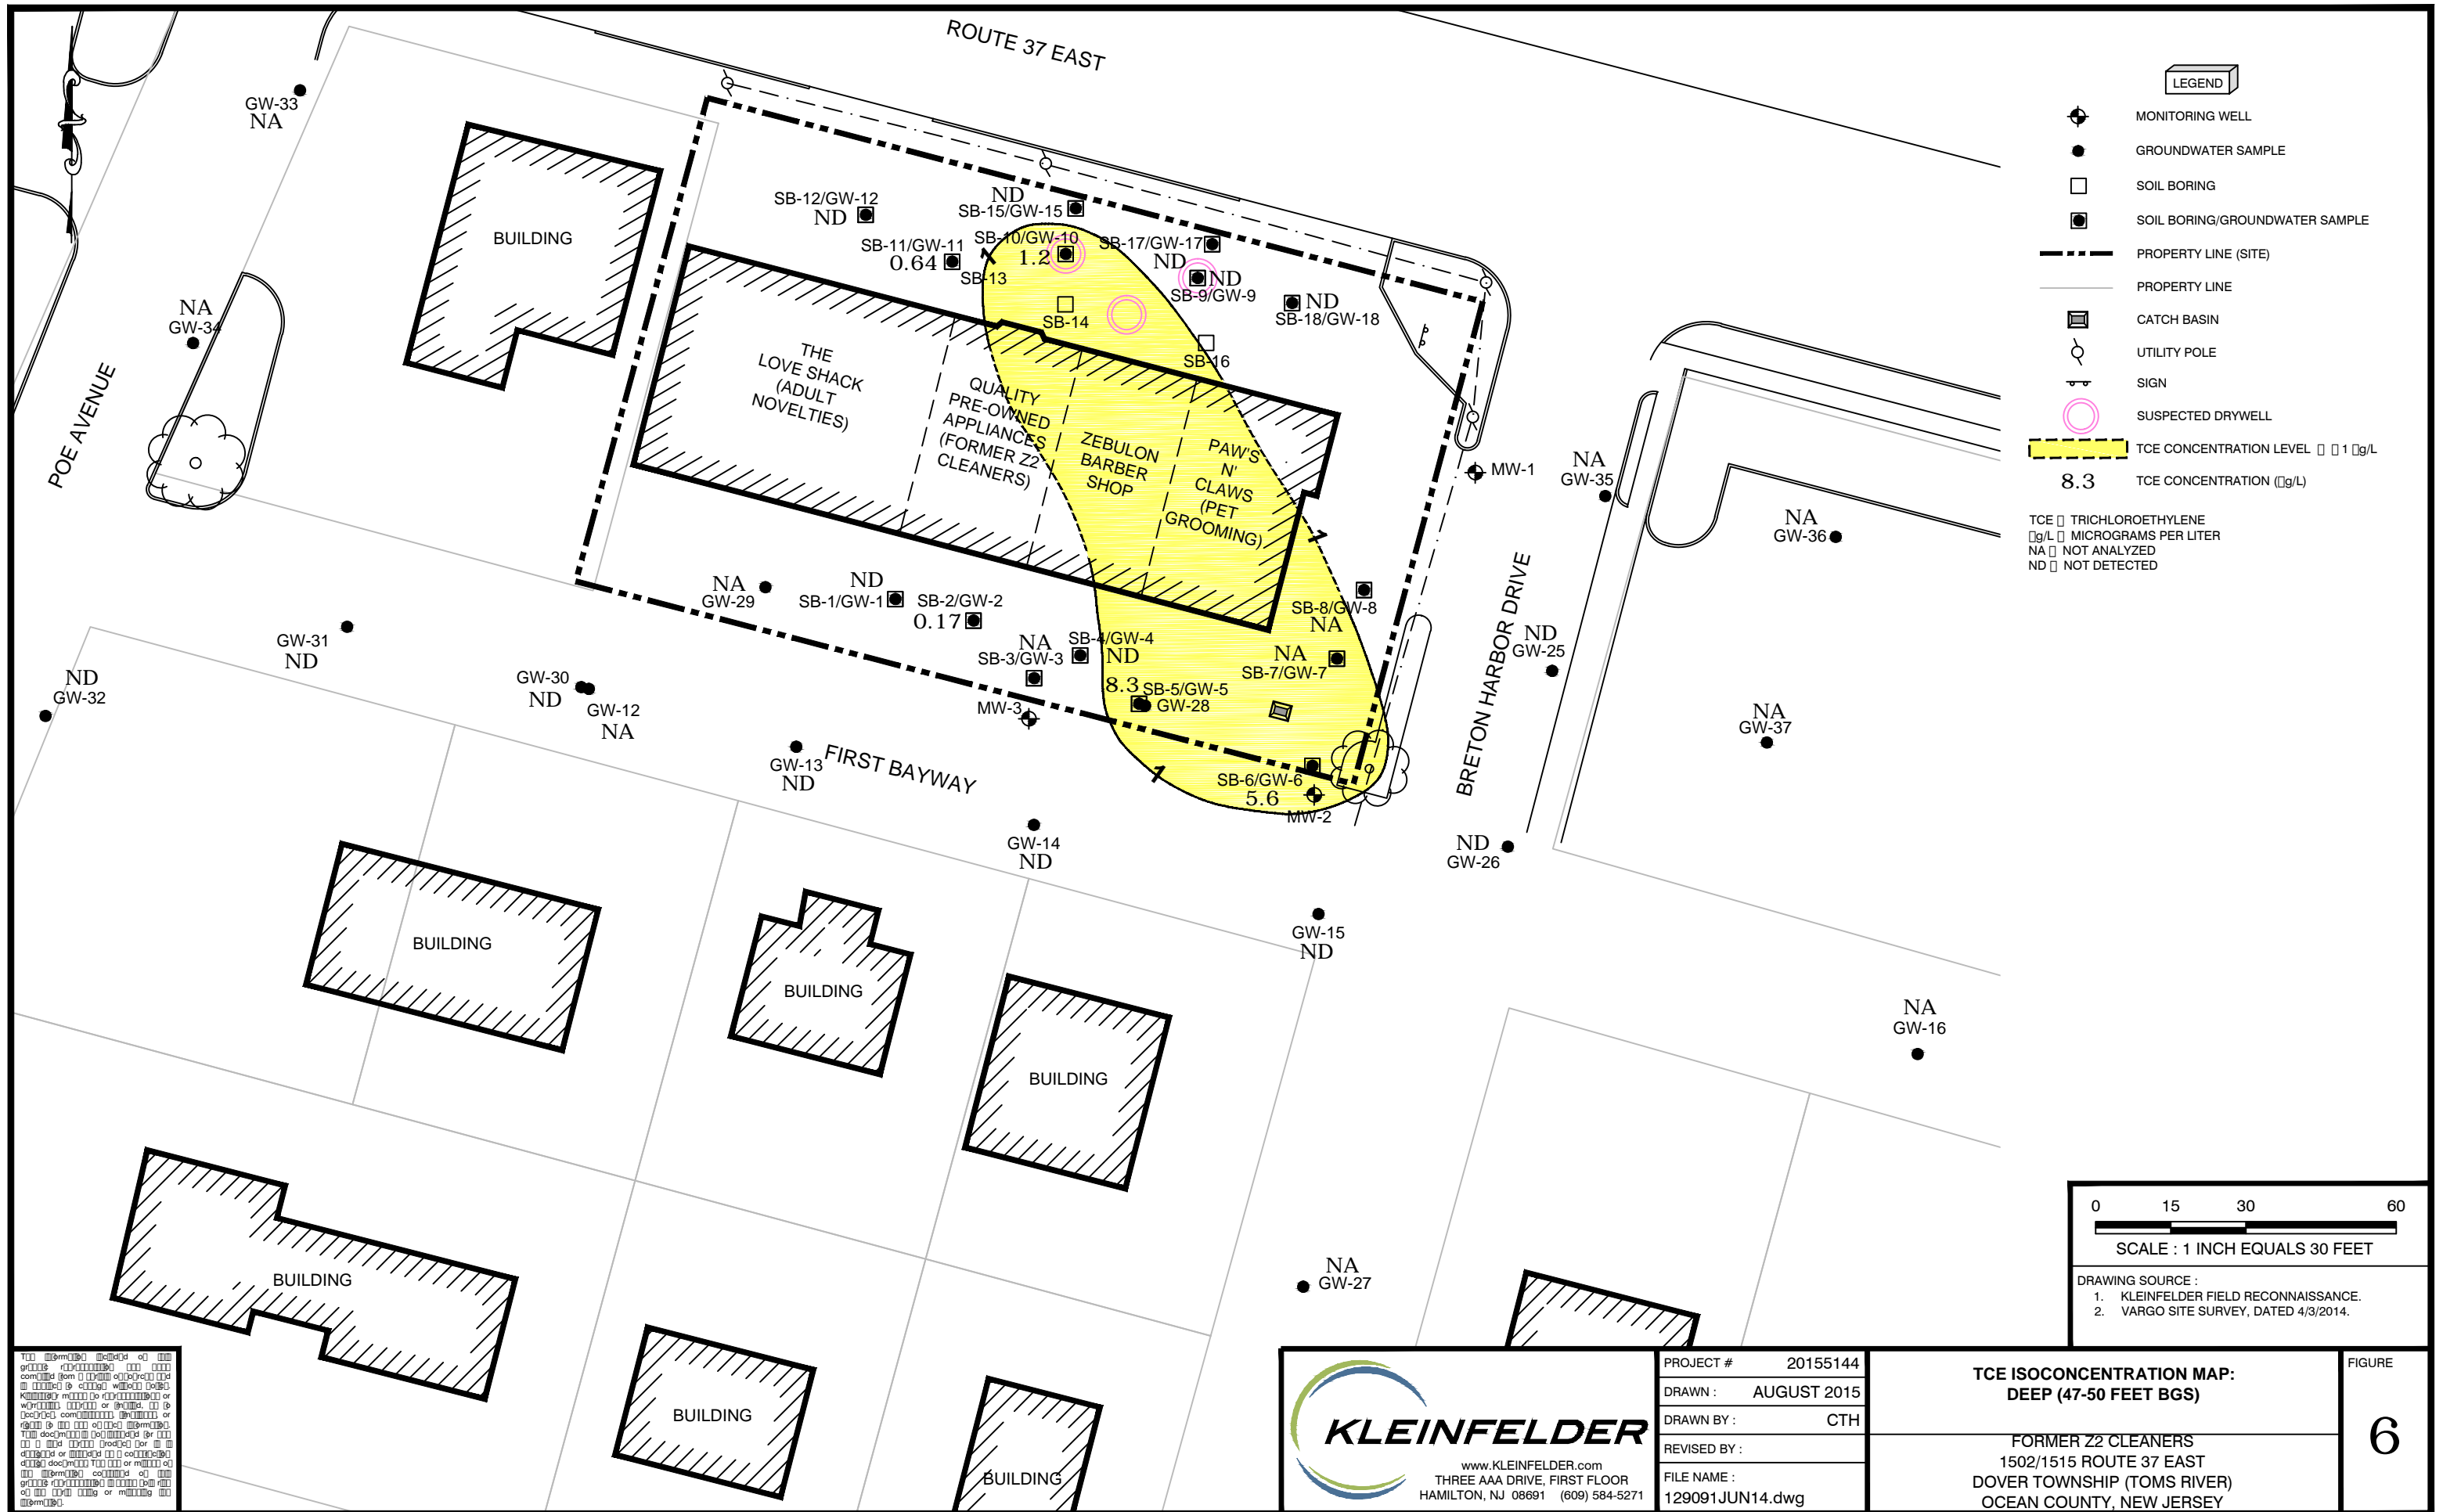 ROUTE 37 EAST
GW-33
NA
BUILDING
SB-12/GW-12
ND
ND
SB-15/GW-15
SB-11/GW-11
0.64
SB-13
SB-10/GW-10
1.2
SB-17/GW-17
ND
ND
SB-9/GW-9
ND
SB-18/GW-18
SB-14
SB-16
1
NA
GW-34
POE AVENUE
THE
LOVE SHACK
(ADULT
NOVELTIES)
QUALITY
PRE-OWNED
APPLIANCES
(FORMER Z2
CLEANERS)
ZEBULON
BARBER
SHOP
PAW'S
N'
CLAWS
(PET
GROOMING)
1
MW-1
NA
GW-35
NA
GW-36
NA
GW-29
ND
SB-1/GW-1
SB-2/GW-2
0.17
NA
SB-3/GW-3
SB-4/GW-4
ND
8.3
SB-5/GW-5
GW-28
MW-3
SB-8/GW-8
NA
NA
SB-7/GW-7
SB-6/GW-6
5.6
MW-2
1
BRETON HARBOR DRIVE
ND
GW-25
NA
GW-37
ND
GW-26
GW-31
ND
ND
GW-32
GW-30
ND
GW-12
NA
GW-13
ND
FIRST BAYWAY
GW-14
ND
GW-15
ND
NA
GW-16
NA
GW-27
BUILDING
BUILDING
BUILDING
BUILDING
BUILDING
BUILDING
LEGEND
MONITORING WELL
GROUNDWATER SAMPLE
SOIL BORING
SOIL BORING/GROUNDWATER SAMPLE
PROPERTY LINE (SITE)
PROPERTY LINE
CATCH BASIN
UTILITY POLE
SIGN
SUSPECTED DRYWELL
TCE CONCENTRATION LEVEL 1 g/L
8.3 TCE CONCENTRATION (g/L)
TCE TRICHLOROETHYLENE
g/L MICROGRAMS PER LITER
NA NOT ANALYZED
ND NOT DETECTED
0 15 30 60
SCALE : 1 INCH EQUALS 30 FEET
DRAWING SOURCE :
1. KLEINFELDER FIELD RECONNAISSANCE.
2. VARGO SITE SURVEY, DATED 4/3/2014.
KLEINFELDER
www.KLEINFELDER.com
THREE AAA DRIVE, FIRST FLOOR
HAMILTON, NJ 08691 (609) 584-5271
PROJECT # 20155144
DRAWN : AUGUST 2015
DRAWN BY : CTH
REVISED BY :
FILE NAME :
129091JUN14.dwg
TCE ISOCONCENTRATION MAP:
DEEP (47-50 FEET BGS)
FORMER Z2 CLEANERS
1502/1515 ROUTE 37 EAST
DOVER TOWNSHIP (TOMS RIVER)
OCEAN COUNTY, NEW JERSEY
FIGURE
6